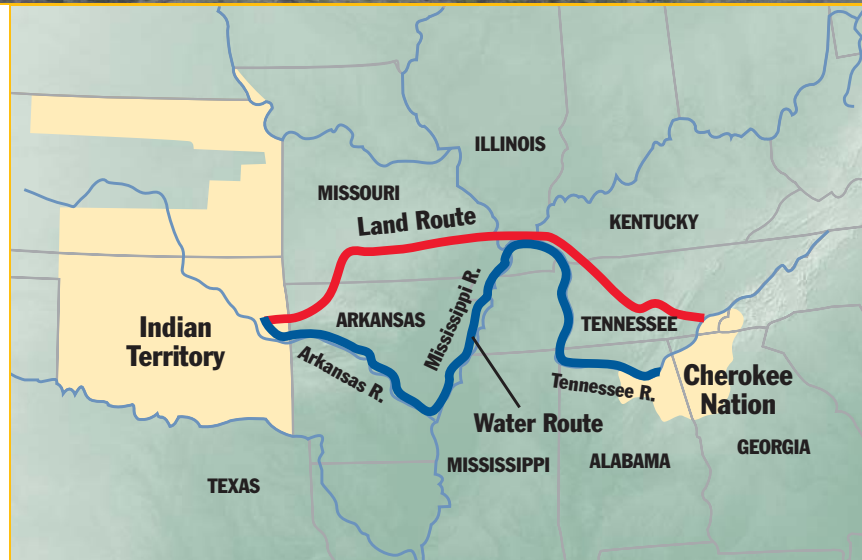 ILLINOIS
MISSOURI
Land Route
KENTUCKY
Mississippi R.
Indian
Territory
ARKANSAS
TENNESSEE
Arkansas R.
Tennessee R.
Cherokee
Nation
Water Route
MISSISSIPPI
ALABAMA
GEORGIA
TEXAS